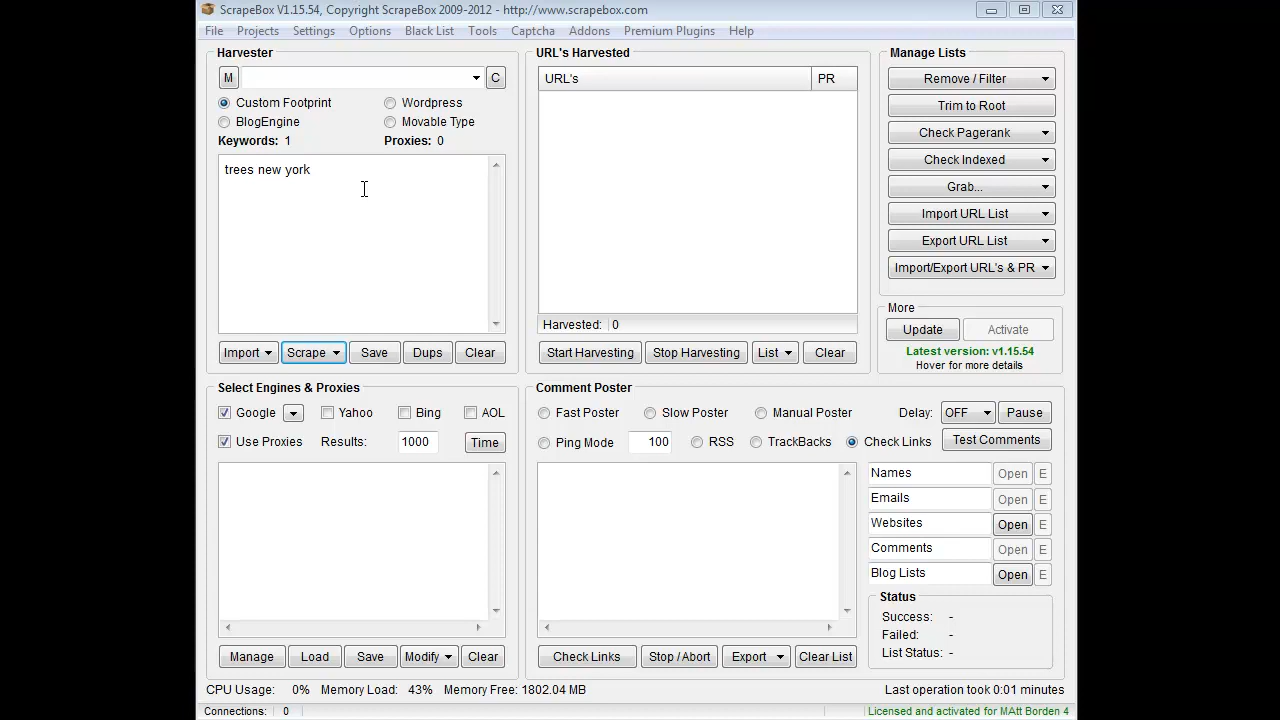 ScrapeBox V1.15.54, Copyright ScrapeBox 2009-2012 - http://www.scrapebox.com
File Projects Settings Options Black List Tools Captcha Addons Premium Plugins Help
Harvester
M C
Custom Footprint Wordpress
BlogEngine Movable Type
Keywords: 1 Proxies: 0
trees new york
Import Scrape Save Dups Clear
URL's Harvested
URL's PR
Harvested: 0
Start Harvesting Stop Harvesting List Clear
Manage Lists
Remove / Filter
Trim to Root
Check Pagerank
Check Indexed
Grab...
Import URL List
Export URL List
Import/Export URL's & PR
More
Update Activate
Latest version: v1.15.54
Hover for more details
Select Engines & Proxies
Google Yahoo Bing AOL
Use Proxies Results: 1000 Time
Manage Load Save Modify Clear
Comment Poster
Fast Poster Slow Poster Manual Poster Delay: OFF Pause
Ping Mode 100 RSS TrackBacks Check Links Test Comments
Names Open E
Emails Open E
Websites Open E
Comments Open E
Blog Lists Open E
Status
Success: -
Failed: -
List Status: -
Check Links Stop / Abort Export Clear List
CPU Usage: 0% Memory Load: 43% Memory Free: 1802.04 MB Last operation took 0:01 minutes
Connections: 0 Licensed and activated for MAtt Borden 4